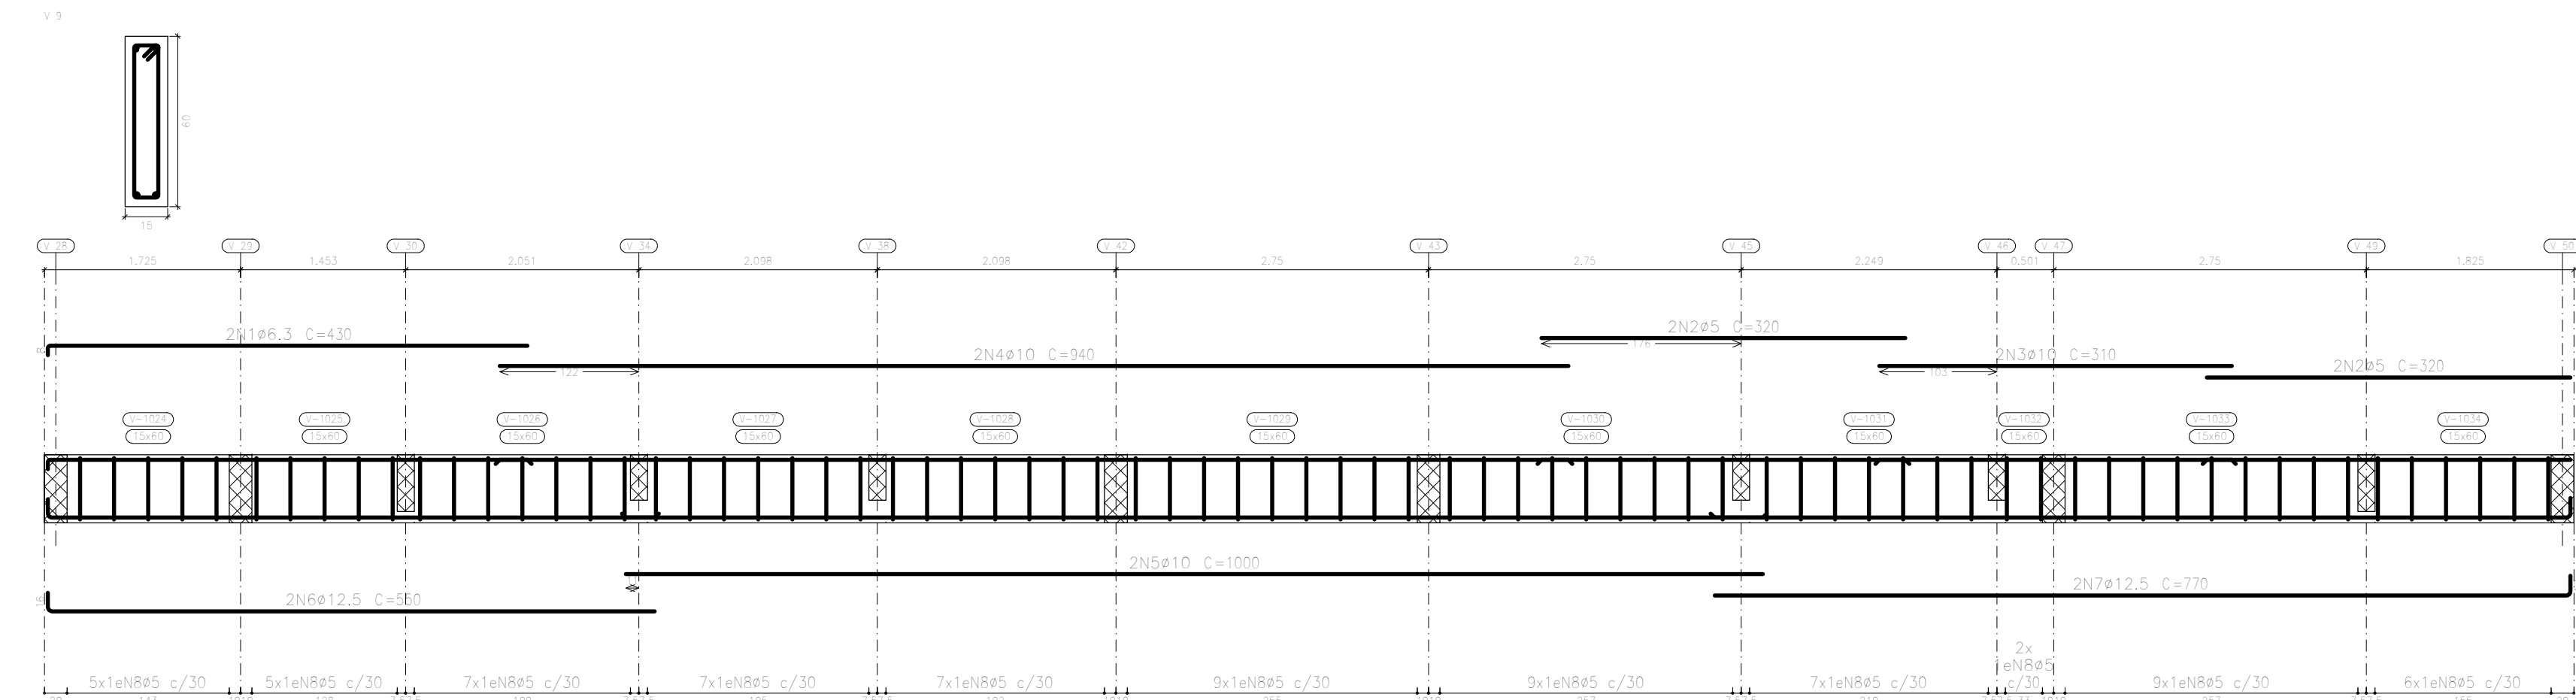 V 9
60
15
V 28 V 29 V 30 V 34 V 38 V 42 V 43 V 45 V 46 V 47 V 49 V 50
1.725 1.453 2.051 2.098 2.098 2.75 2.75 2.249 0.501 2.75 1.825
2N2ø5 C=320
2N1ø6.3 C=430
176
8
2N4ø10 C=940
2N3ø10 C=310
122
103
2N2ø5 C=320
V-1024 V-1025 V-1026 V-1027 V-1028 V-1029 V-1030 V-1031 V-1032 V-1033 V-1034
15x60 15x60 15x60 15x60 15x60 15x60 15x60 15x60 15x60 15x60 15x60
2N5ø10 C=1000
2N7ø12.5 C=770
16
2N6ø12.5 C=550
2x
1eN8ø5
c/30
5x1eN8ø5 c/30 5x1eN8ø5 c/30 7x1eN8ø5 c/30 7x1eN8ø5 c/30 7x1eN8ø5 c/30 9x1eN8ø5 c/30 9x1eN8ø5 c/30 7x1eN8ø5 c/30 9x1eN8ø5 c/30 6x1eN8ø5 c/30